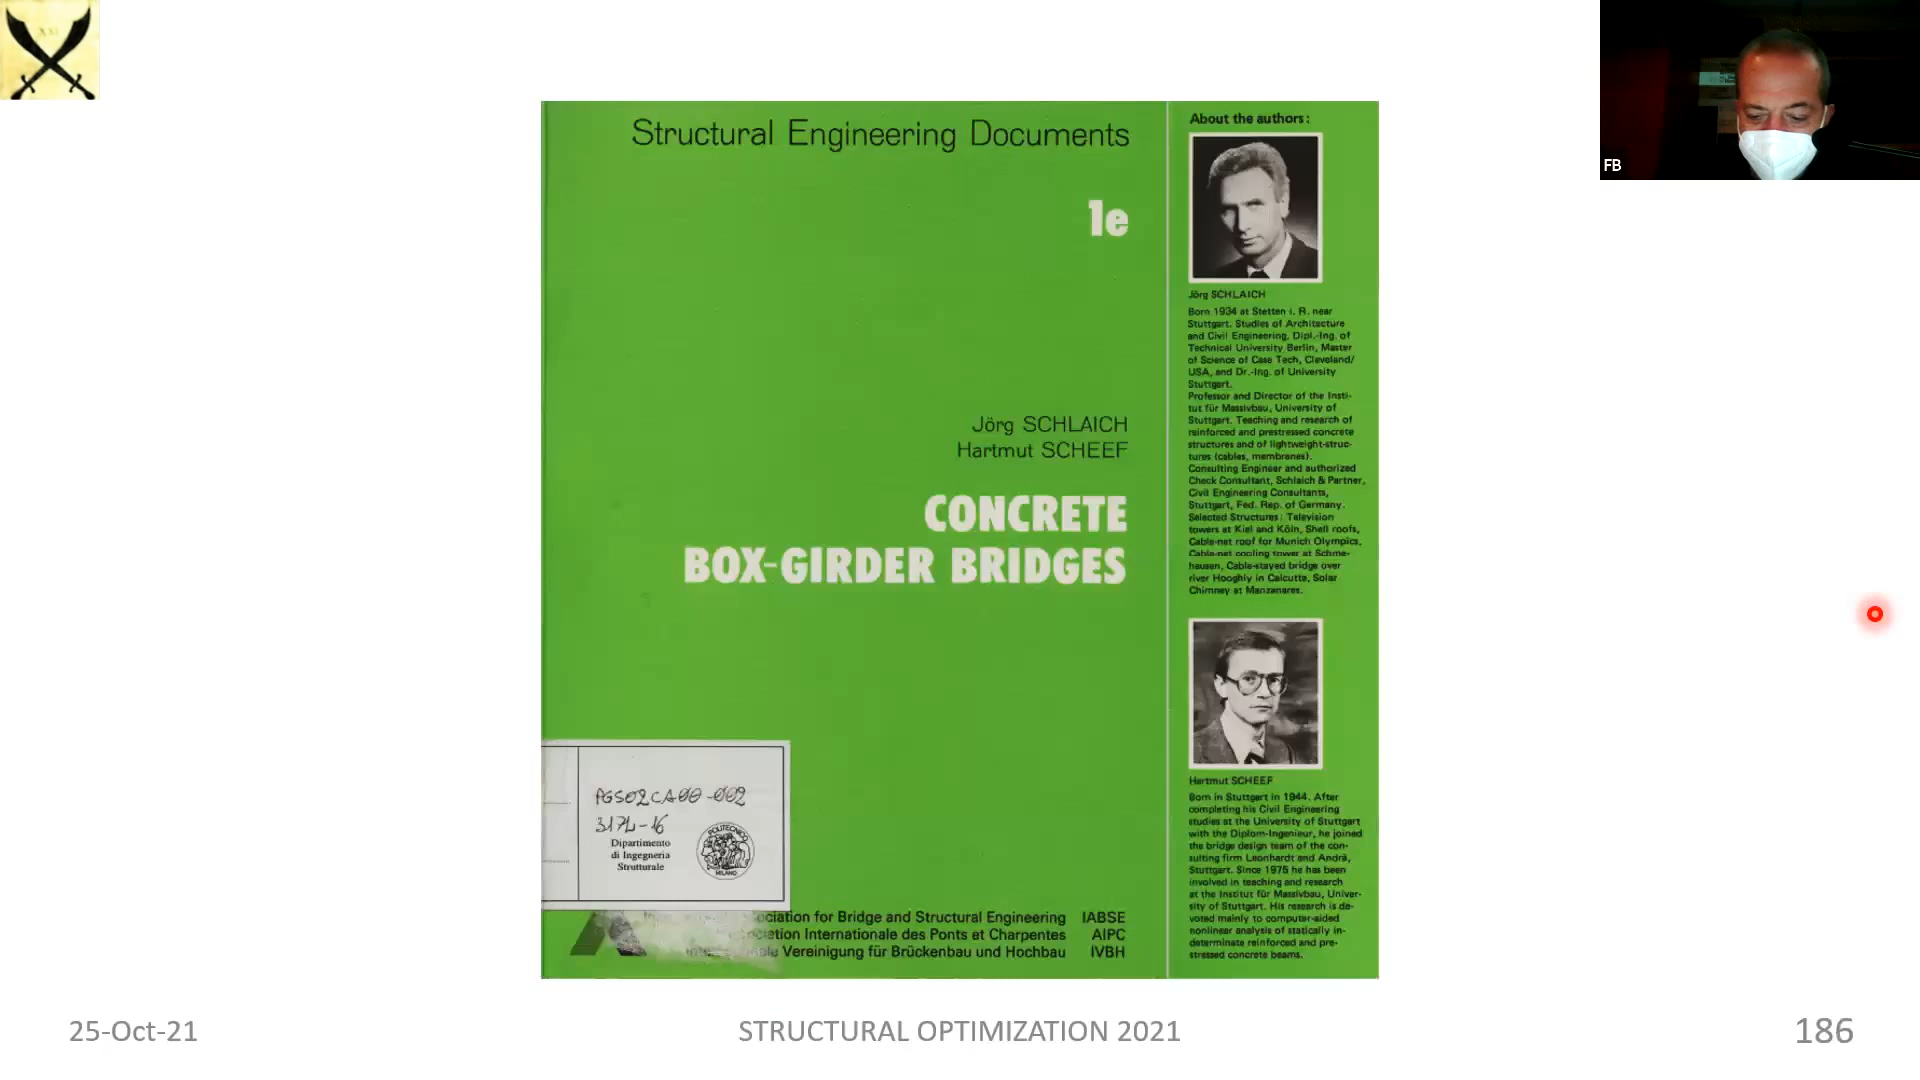 XXI
FB
Structural Engineering Documents
1e
Jörg SCHLAICH
Hartmut SCHEEF
CONCRETE
BOX-GIRDER BRIDGES
3172-16
Dipartimento
di Ingegneria
Strutturale
POLITECNICO
MILANO
ociation for Bridge and Structural Engineering IABSE
ociation Internationale des Ponts et Charpentes AIPC
Vereinigung für Brückenbau und Hochbau IVBH
About the authors:
Jörg SCHLAICH
Born 1934 at Stetten i. R. near
Stuttgart. Studies of Architecture
and Civil Engineering, Dipl.-Ing. of
Technical University Berlin, Master
of Science of Case Tech, Cleveland/
USA, and Dr.-Ing. of University
Stuttgart.
Professor and Director of the Insti-
tut für Massivbau, University of
Stuttgart. Teaching and research of
reinforced and prestressed concrete
structures and of lightweight-struc-
tures (cables, membranes).
Consulting Engineer and authorized
Check Consultant, Schlaich & Partner,
Civil Engineering Consultants,
Stuttgart, Fed. Rep. of Germany.
Selected Structures: Television
towers at Kiel and Köln, Shell roofs,
Cable-net roof for Munich Olympics,
Cable-net cooling tower at Schme-
hausen, Cable-stayed bridge over
river Hooghly in Calcutta, Solar
Chimney at Manzanares.
Hartmut SCHEEF
Born in Stuttgart in 1944. After
completing his Civil Engineering
studies at the University of Stuttgart
with the Diplom-Ingenieur, he joined
the bridge design team of the con-
sulting firm Leonhardt and Andrä,
Stuttgart. Since 1975 he has been
involved in teaching and research
at the Institut für Massivbau, Univer-
sity of Stuttgart. His research is de-
voted mainly to computer-aided
nonlinear analysis of statically in-
determinate reinforced and pre-
stressed concrete beams.
25-Oct-21
STRUCTURAL OPTIMIZATION 2021
186